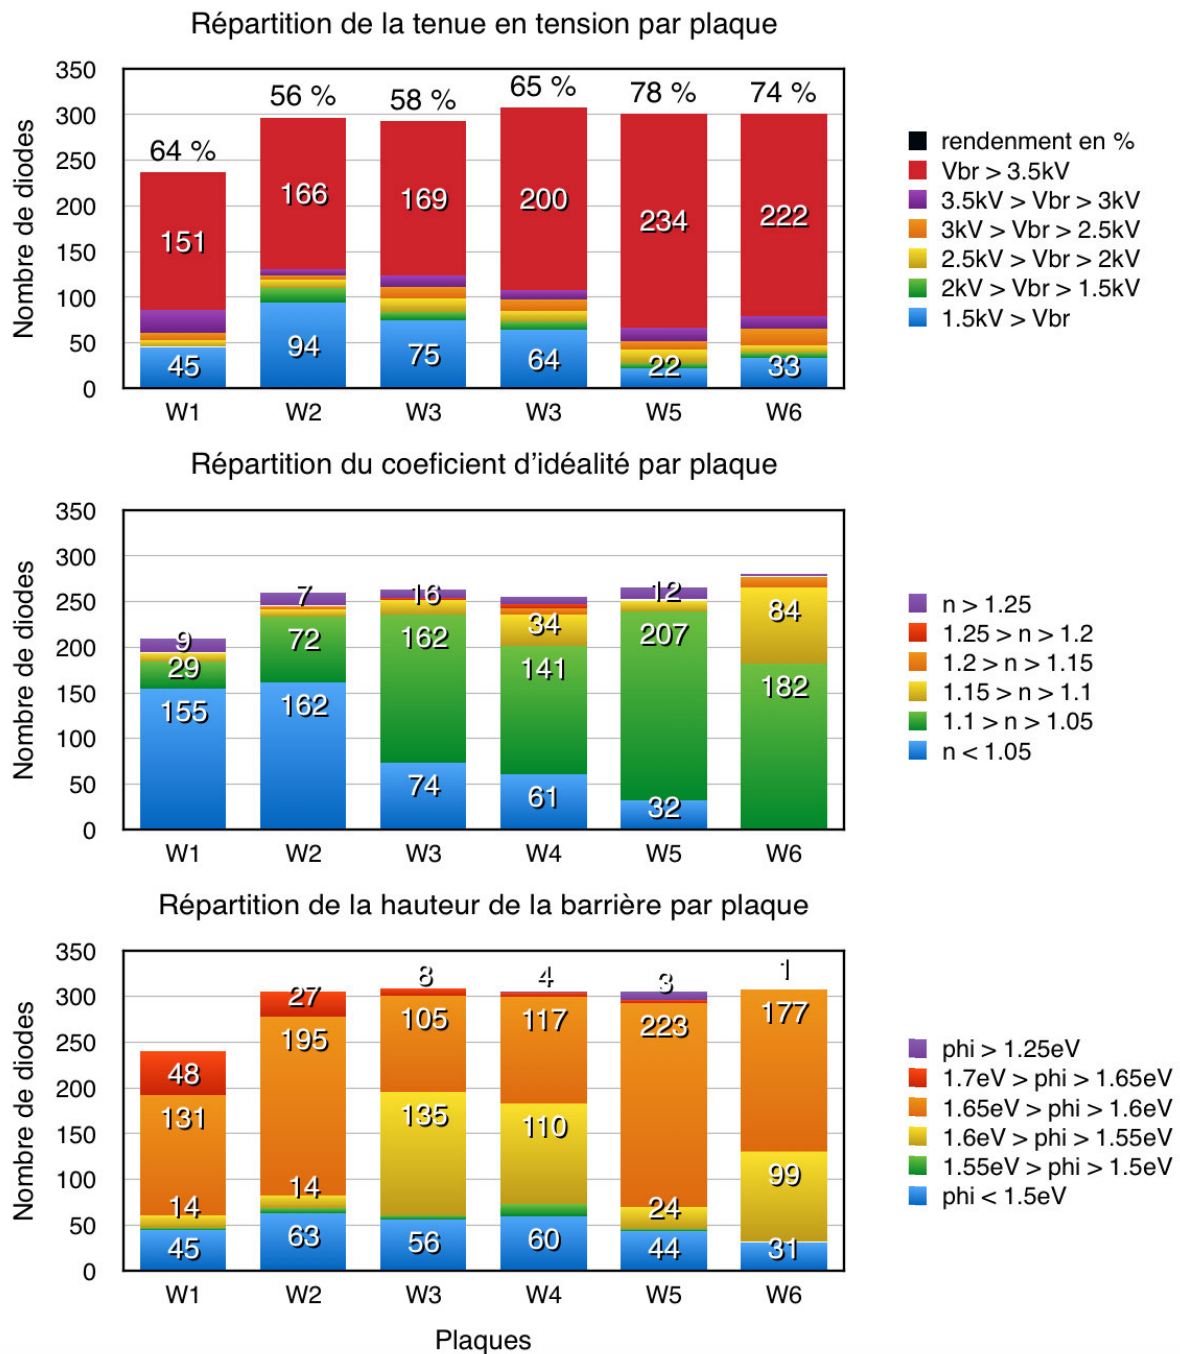 Répartition de la tenue en tension par plaque
350
300
250
200
150
100
50
0
Nombre de diodes
64 %
56 %
58 %
65 %
78 %
74 %
151
166
169
200
234
222
45
94
75
64
22
33
W1
W2
W3
W3
W5
W6
rendenment en %
Vbr > 3.5kV
3.5kV > Vbr > 3kV
3kV > Vbr > 2.5kV
2.5kV > Vbr > 2kV
2kV > Vbr > 1.5kV
1.5kV > Vbr
Répartition du coeficient d'idéalité par plaque
350
300
250
200
150
100
50
0
Nombre de diodes
9
29
155
7
72
162
16
162
74
34
141
61
12
207
32
84
182
W1
W2
W3
W4
W5
W6
n > 1.25
1.25 > n > 1.2
1.2 > n > 1.15
1.15 > n > 1.1
1.1 > n > 1.05
n < 1.05
Répartition de la hauteur de la barrière par plaque
350
300
250
200
150
100
50
0
Nombre de diodes
48
131
14
45
27
195
14
63
8
105
135
56
4
117
110
60
3
223
24
44
1
177
99
31
W1
W2
W3
W4
W5
W6
Plaques
phi > 1.25eV
1.7eV > phi > 1.65eV
1.65eV > phi > 1.6eV
1.6eV > phi > 1.55eV
1.55eV > phi > 1.5eV
phi < 1.5eV